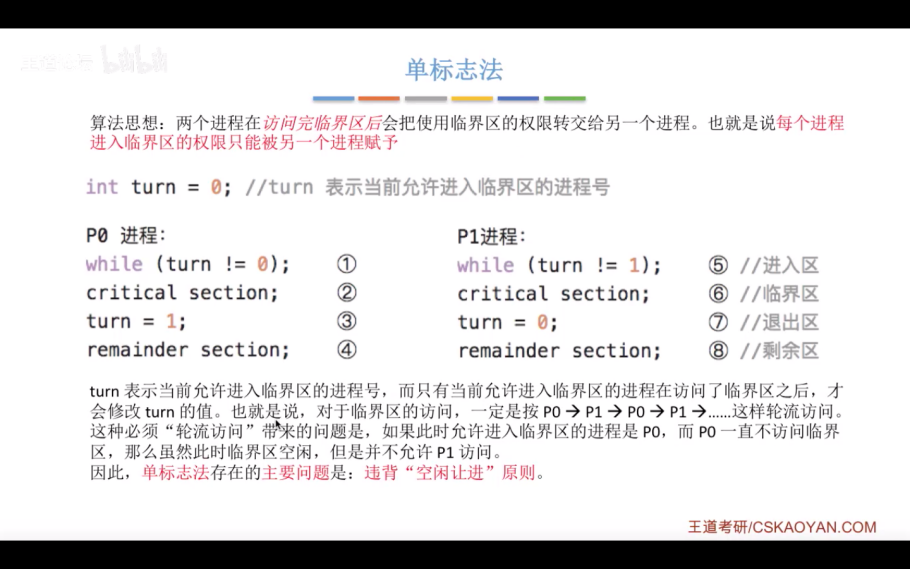 bilibili
单标志法
算法思想：两个进程在访问完临界区后会把使用临界区的权限转交给另一个进程。也就是说每个进程
进入临界区的权限只能被另一个进程赋予
int turn = 0; //turn 表示当前允许进入临界区的进程号
P0 进程：
while (turn != 0); ①
critical section; ②
turn = 1; ③
remainder section; ④
P1进程：
while (turn != 1); ⑤ //进入区
critical section; ⑥ //临界区
turn = 0; ⑦ //退出区
remainder section; ⑧ //剩余区
turn 表示当前允许进入临界区的进程号，而只有当前允许进入临界区的进程在访问了临界区之后，才
会修改 turn 的值。也就是说，对于临界区的访问，一定是按 P0 → P1 → P0 → P1 →……这样轮流访问。
这种必须“轮流访问”带来的问题是，如果此时允许进入临界区的进程是 P0，而 P0 一直不访问临界
区，那么虽然此时临界区空闲，但是并不允许 P1 访问。
因此，单标志法存在的主要问题是：违背“空闲让进”原则。
王道考研/CSKAOYAN.COM